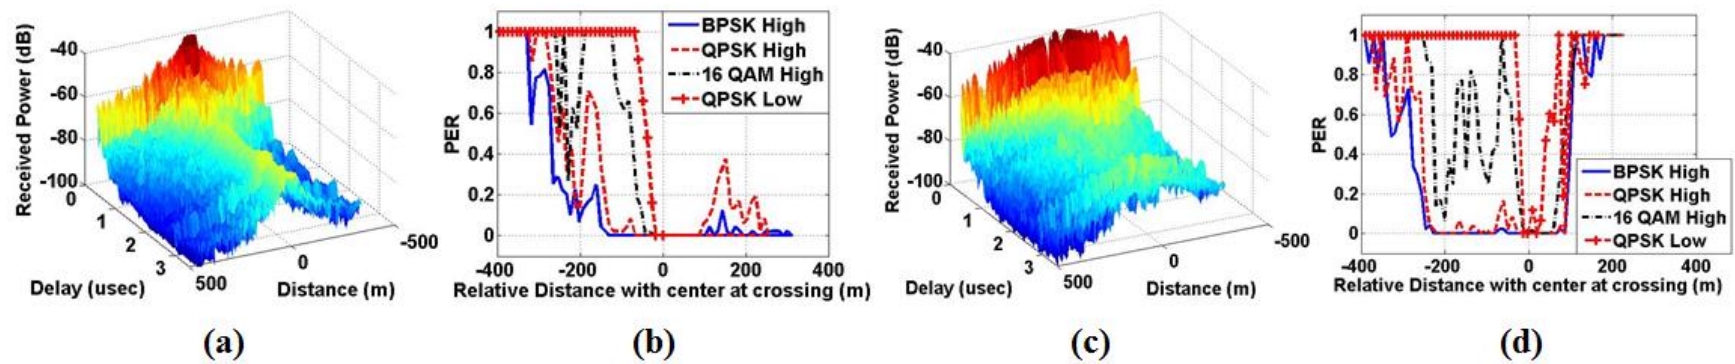 -40
-60
-80
-100
Received Power (dB)
0
1
2
3
Delay (usec)
500
0
-500
Distance (m)
(a)
1
0.8
0.6
0.4
0.2
0
PER
BPSK High
QPSK High
16 QAM High
QPSK Low
-400 -200 0 200 400
Relative Distance with center at crossing (m)
(b)
-40
-60
-80
-100
Received Power (dB)
0
1
2
3
Delay (usec)
500
0
-500
Distance (m)
(c)
1
0.8
0.6
0.4
0.2
0
PER
BPSK High
QPSK High
16 QAM High
QPSK Low
-400 -200 0 200 400
Relative Distance with center at crossing (m)
(d)